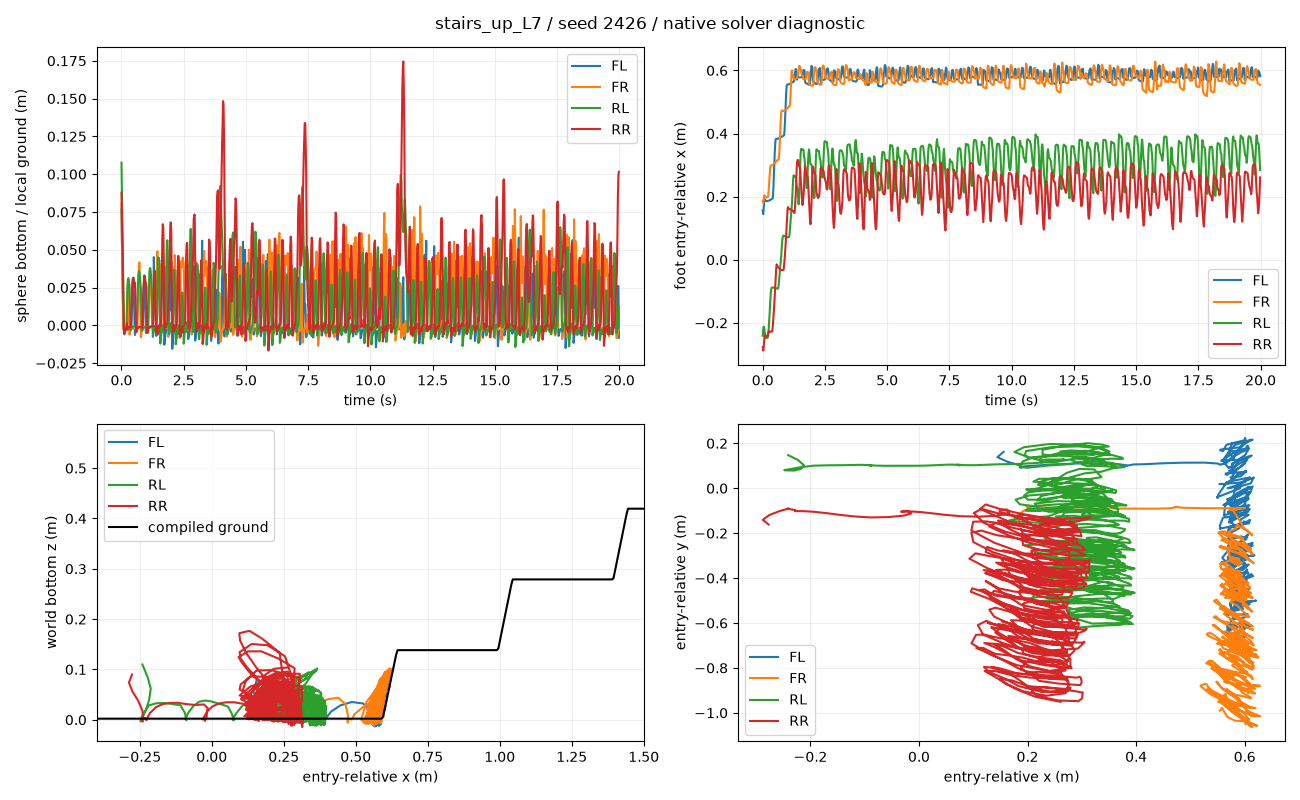 stairs_up_L7 / seed 2426 / native solver diagnostic
sphere bottom / local ground (m)
0.175
0.150
0.125
0.100
0.075
0.050
0.025
0.000
−0.025
0.0 2.5 5.0 7.5 10.0 12.5 15.0 17.5 20.0
time (s)
FL
FR
RL
RR
foot entry-relative x (m)
0.6
0.4
0.2
0.0
−0.2
0.0 2.5 5.0 7.5 10.0 12.5 15.0 17.5 20.0
time (s)
FL
FR
RL
RR
world bottom z (m)
0.5
0.4
0.3
0.2
0.1
0.0
−0.25 0.00 0.25 0.50 0.75 1.00 1.25 1.50
entry-relative x (m)
FL
FR
RL
RR
compiled ground
entry-relative y (m)
0.2
0.0
−0.2
−0.4
−0.6
−0.8
−1.0
−0.2 0.0 0.2 0.4 0.6
entry-relative x (m)
FL
FR
RL
RR